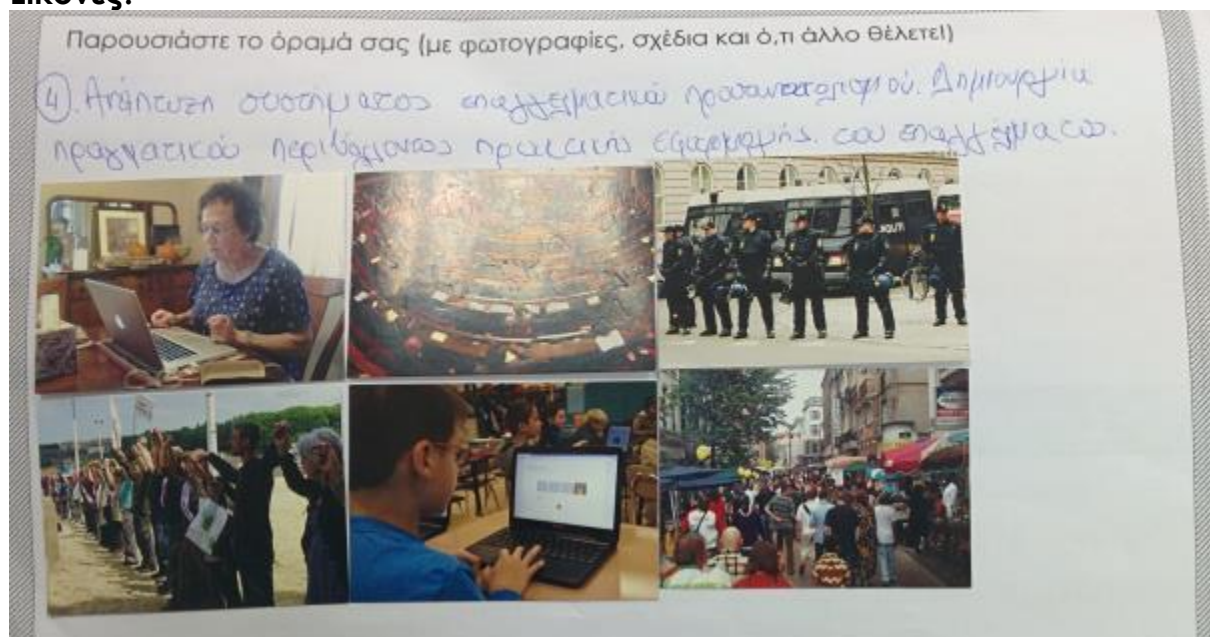 Εικόνες:
Παρουσιάστε το όραμά σας (με φωτογραφίες, σχέδια και ό,τι άλλο θέλετε!)
④. Ανάπτυξη συστήματος επαγγελματικού προσανατολισμού. Δημιουργία
πραγματικού περιβάλλοντος πρακτικής εφαρμογής του επαγγέλματος.